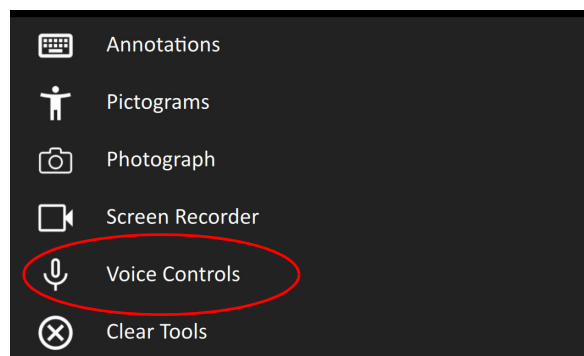 Annotations
Pictograms
Photograph
Screen Recorder
Voice Controls
Clear Tools